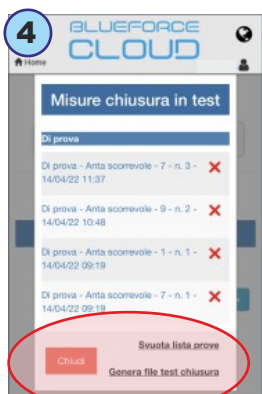 4
BLUEFORCE
CLOUD
Home
Misure chiusura in test
Di prova
Di prova - Anta scorrevole - 7 - n. 3 -
14/04/22 11:37
Di prova - Anta scorrevole - 9 - n. 2 -
14/04/22 10:48
Di prova - Anta scorrevole - 1 - n. 1 -
14/04/22 09:19
Di prova - Anta scorrevole - 7 - n. 1 -
14/04/22 09:19
Svuota lista prove
Chiudi
Genera file test chiusura